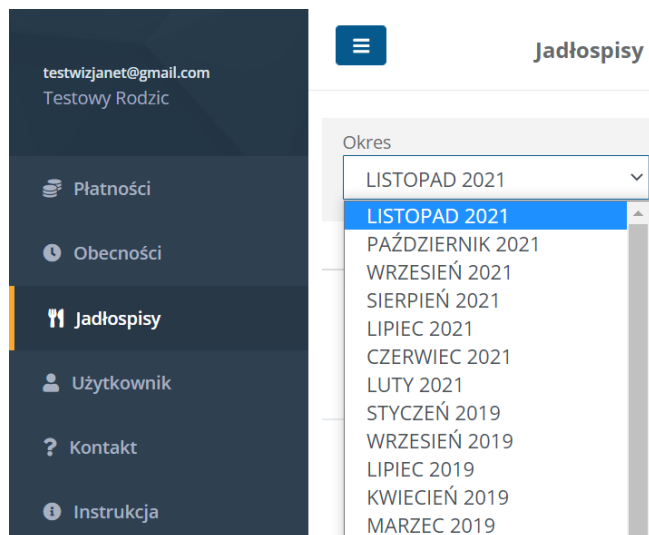 testwizjanet@gmail.com
Testowy Rodzic
Płatności
Obecności
Jadłospisy
Użytkownik
Kontakt
Instrukcja
Jadłospisy
Okres
LISTOPAD 2021
LISTOPAD 2021
PAŹDZIERNIK 2021
WRZESIEŃ 2021
SIERPIEŃ 2021
LIPIEC 2021
CZERWIEC 2021
LUTY 2021
STYCZEŃ 2019
WRZESIEŃ 2019
LIPIEC 2019
KWIECIEŃ 2019
MARZEC 2019